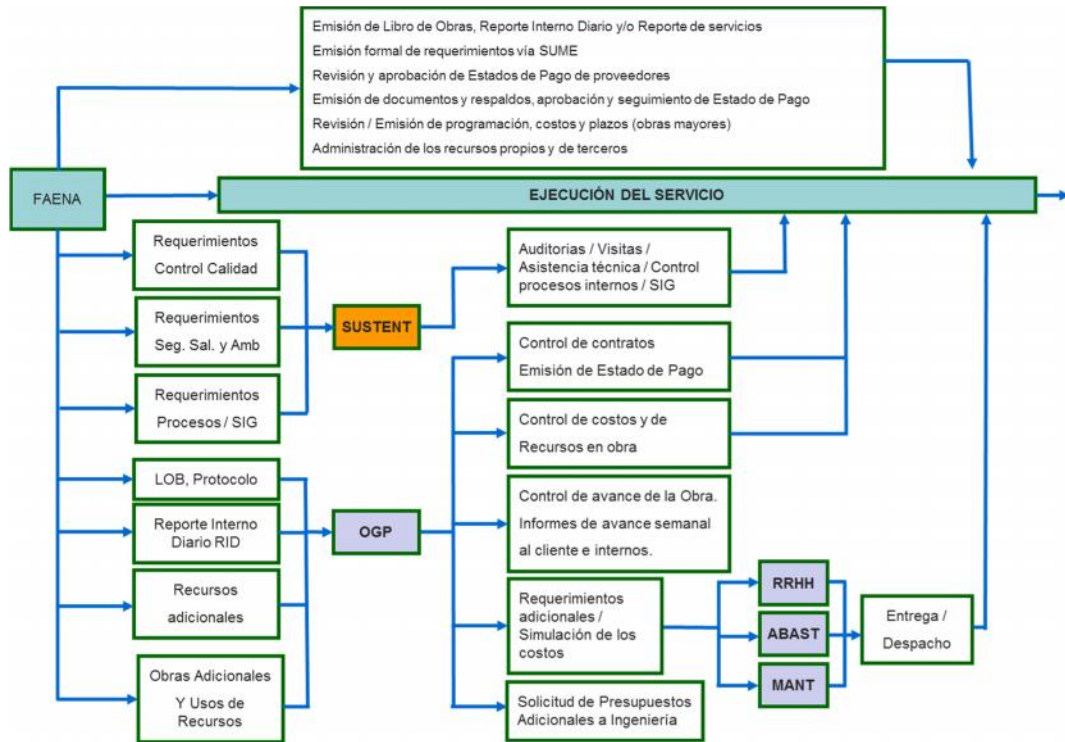 Emisión de Libro de Obras, Reporte Interno Diario y/o Reporte de servicios
Emisión formal de requerimientos vía SUME
Revisión y aprobación de Estados de Pago de proveedores
Emisión de documentos y respaldos, aprobación y seguimiento de Estado de Pago
Revisión / Emisión de programación, costos y plazos (obras mayores)
Administración de los recursos propios y de terceros
FAENA
EJECUCIÓN DEL SERVICIO
Requerimientos
Control Calidad
Requerimientos
Seg. Sal. y Amb
Requerimientos
Procesos / SIG
SUSTENT
Auditorias / Visitas /
Asistencia técnica / Control
procesos internos / SIG
LOB, Protocolo
Reporte Interno
Diario RID
Recursos
adicionales
Obras Adicionales
Y Usos de
Recursos
OGP
Control de contratos
Emisión de Estado de Pago
Control de costos y de
Recursos en obra
Control de avance de la Obra.
Informes de avance semanal
al cliente e internos.
Requerimientos
adicionales /
Simulación de los
costos
Solicitud de Presupuestos
Adicionales a Ingeniería
RRHH
ABAST
MANT
Entrega /
Despacho